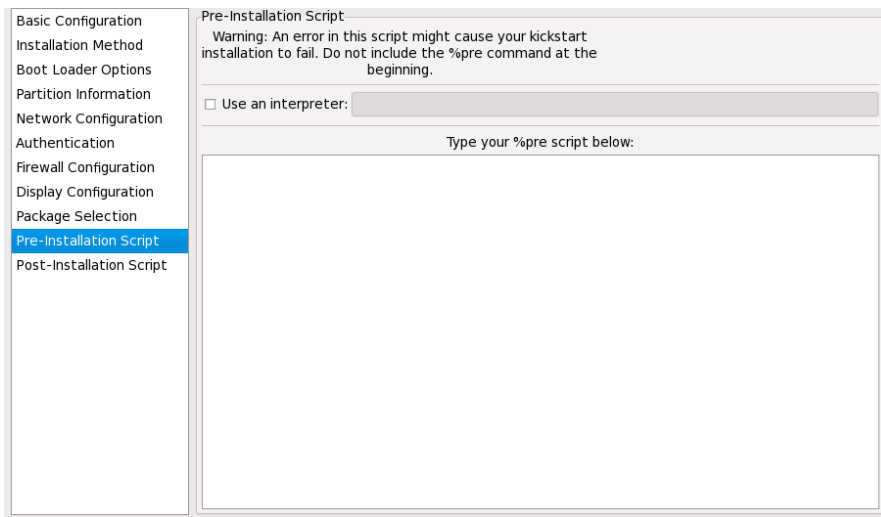 Basic Configuration
Installation Method
Boot Loader Options
Partition Information
Network Configuration
Authentication
Firewall Configuration
Display Configuration
Package Selection
Pre-Installation Script
Post-Installation Script
Pre-Installation Script
Warning: An error in this script might cause your kickstart
installation to fail. Do not include the %pre command at the
beginning.
Use an interpreter:
Type your %pre script below: